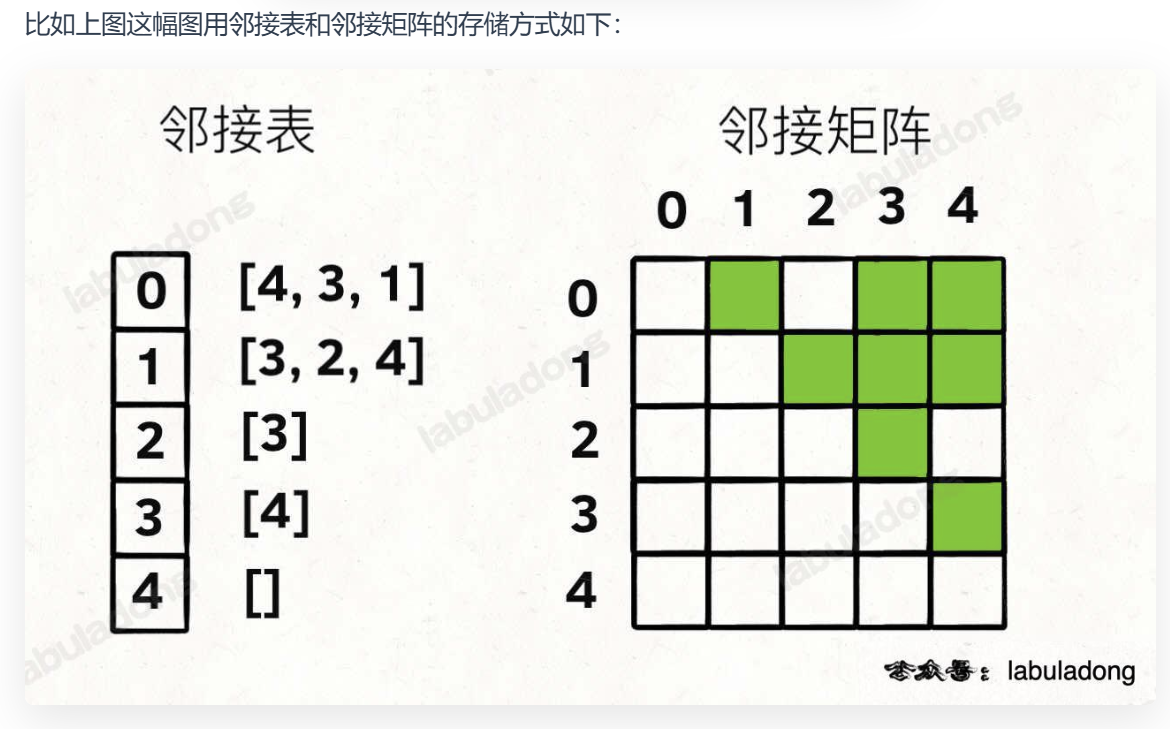 比如上图这幅图用邻接表和邻接矩阵的存储方式如下：
邻接表
邻接矩阵
0 1 2 3 4
0 [4, 3, 1]
1 [3, 2, 4]
2 [3]
3 [4]
4 []
0
1
2
3
4
labuladong
labuladong
labuladong
labuladong
labuladong
公众号：labuladong